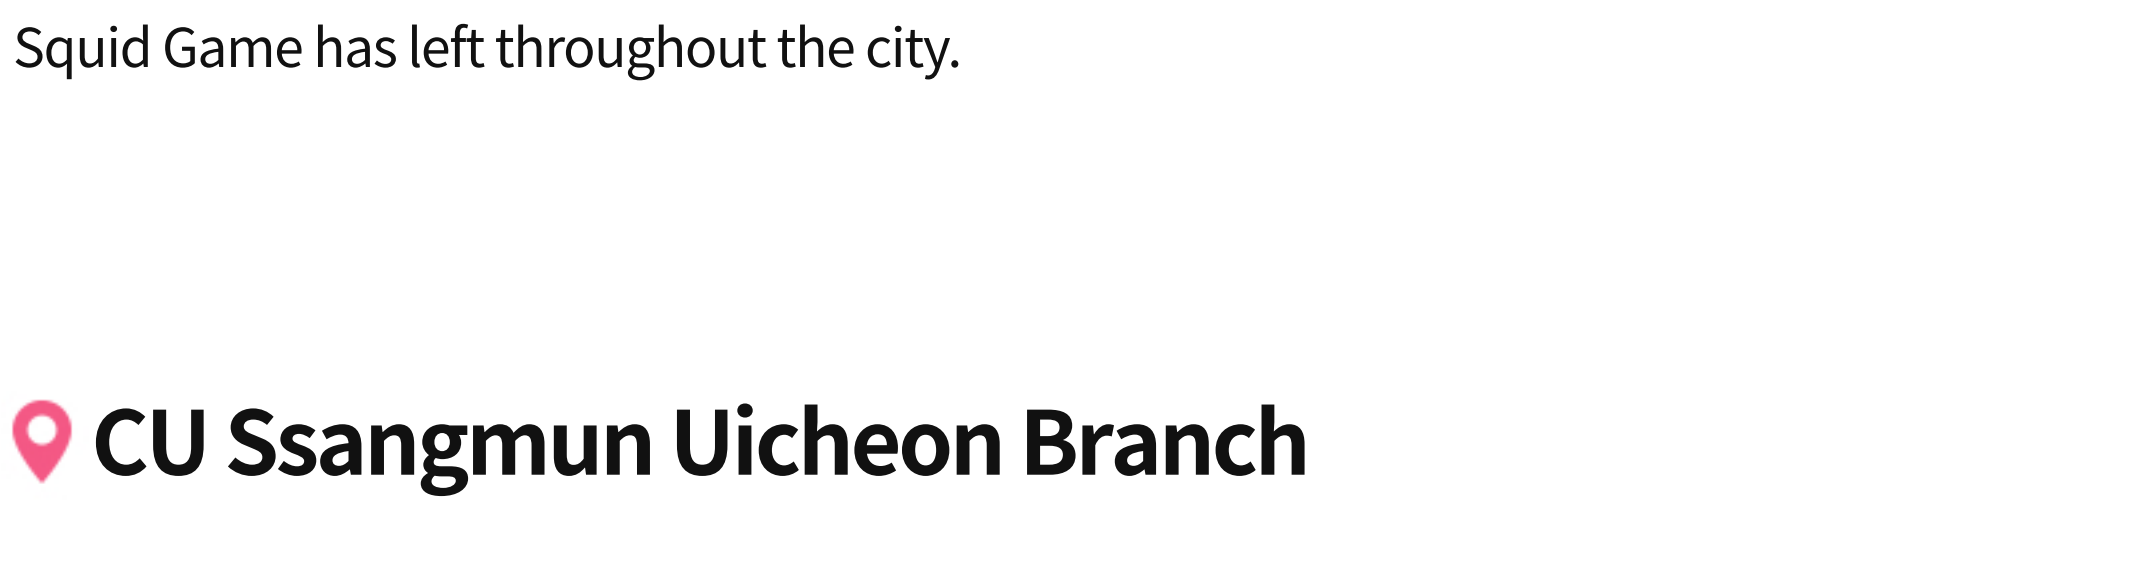 Squid Game has left throughout the city.
CU Ssangmun Uicheon Branch